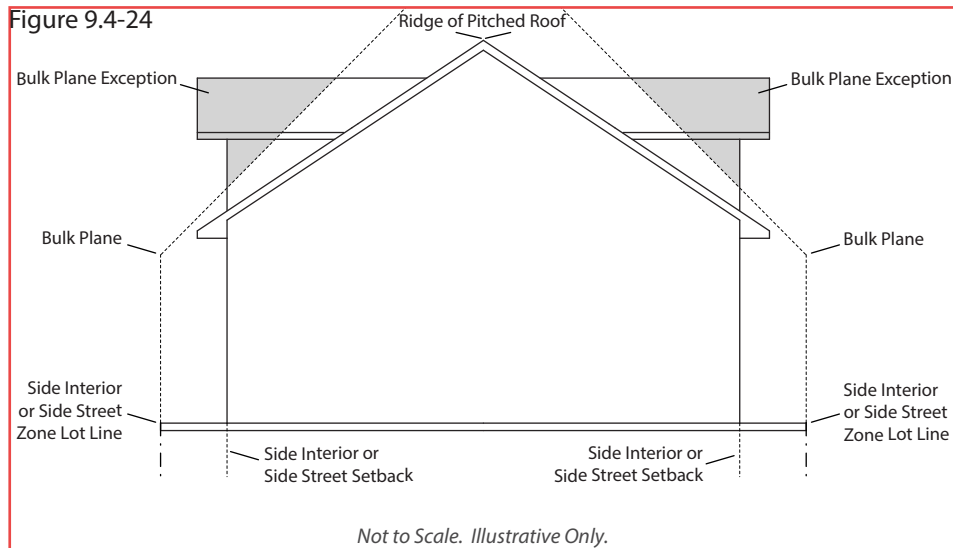 Figure 9.4-24
Ridge of Pitched Roof
Bulk Plane Exception
Bulk Plane Exception
Bulk Plane
Bulk Plane
Side Interior
or Side Street
Zone Lot Line
Side Interior
or Side Street
Zone Lot Line
Side Interior or
Side Street Setback
Side Interior or
Side Street Setback
Not to Scale. Illustrative Only.